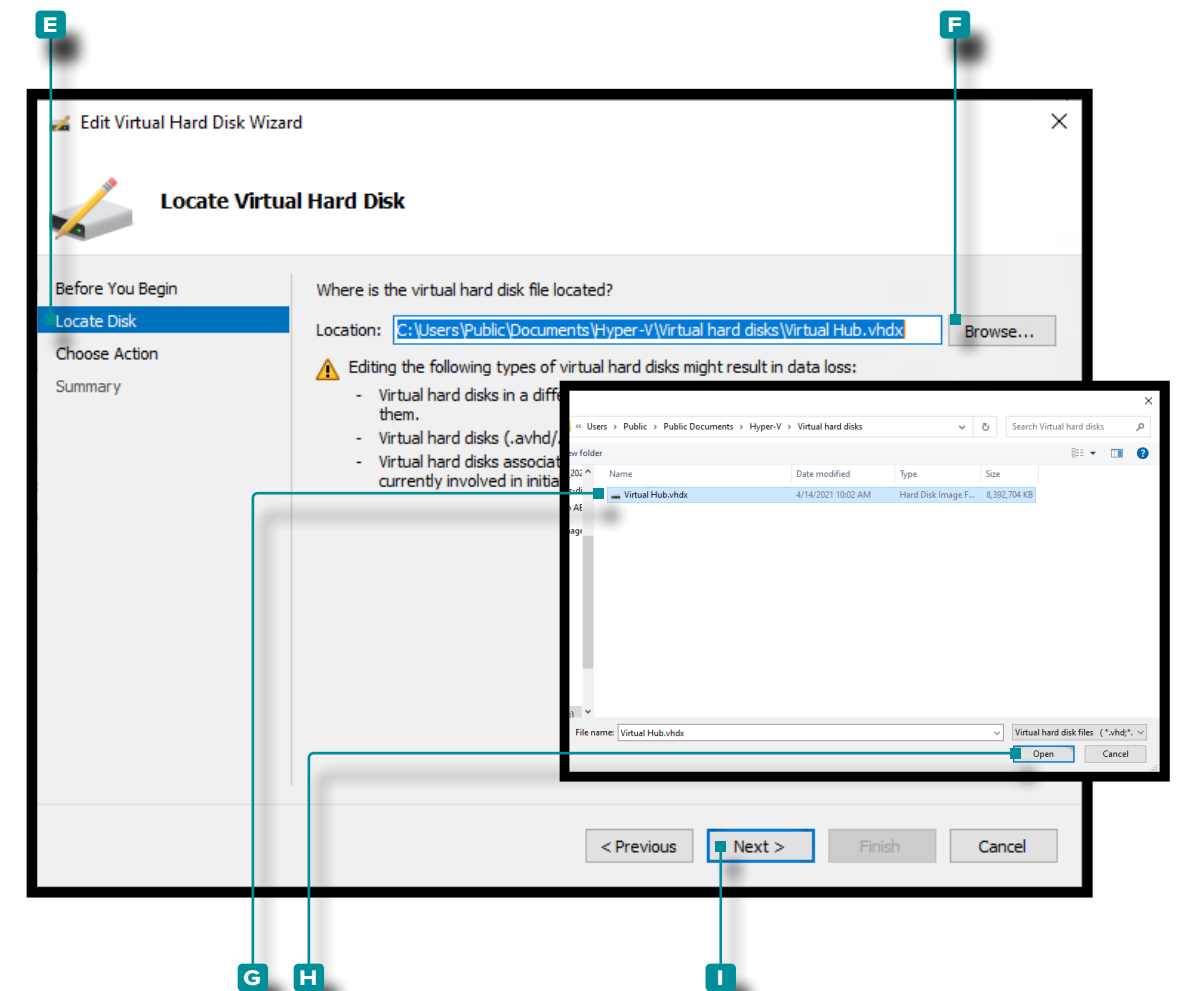 E
F
Edit Virtual Hard Disk Wizard
Locate Virtual Hard Disk
Before You Begin
Locate Disk
Choose Action
Summary
Where is the virtual hard disk file located?
Location: C:\Users\Public\Documents\Hyper-V\Virtual hard disks\Virtual Hub.vhdx Browse...
Editing the following types of virtual hard disks might result in data loss:
- Virtual hard disks in a diffe
them.
- Virtual hard disks (.avhd/.
- Virtual hard disks associat
currently involved in initia
« Users > Public > Public Documents > Hyper-V > Virtual hard disks
Search Virtual hard disks
ew folder
Name Date modified Type Size
Virtual Hub.vhdx 4/14/2021 10:02 AM Hard Disk Image F... 8,392,704 KB
File name: Virtual Hub.vhdx Virtual hard disk files (*.vhd;*.
Open Cancel
< Previous Next > Finish Cancel
G H I